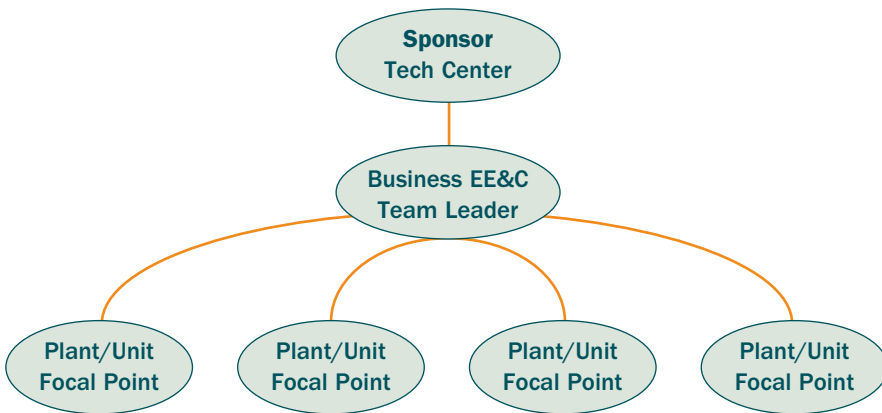 Sponsor
Tech Center
Business EE&C
Team Leader
Plant/Unit
Focal Point
Plant/Unit
Focal Point
Plant/Unit
Focal Point
Plant/Unit
Focal Point